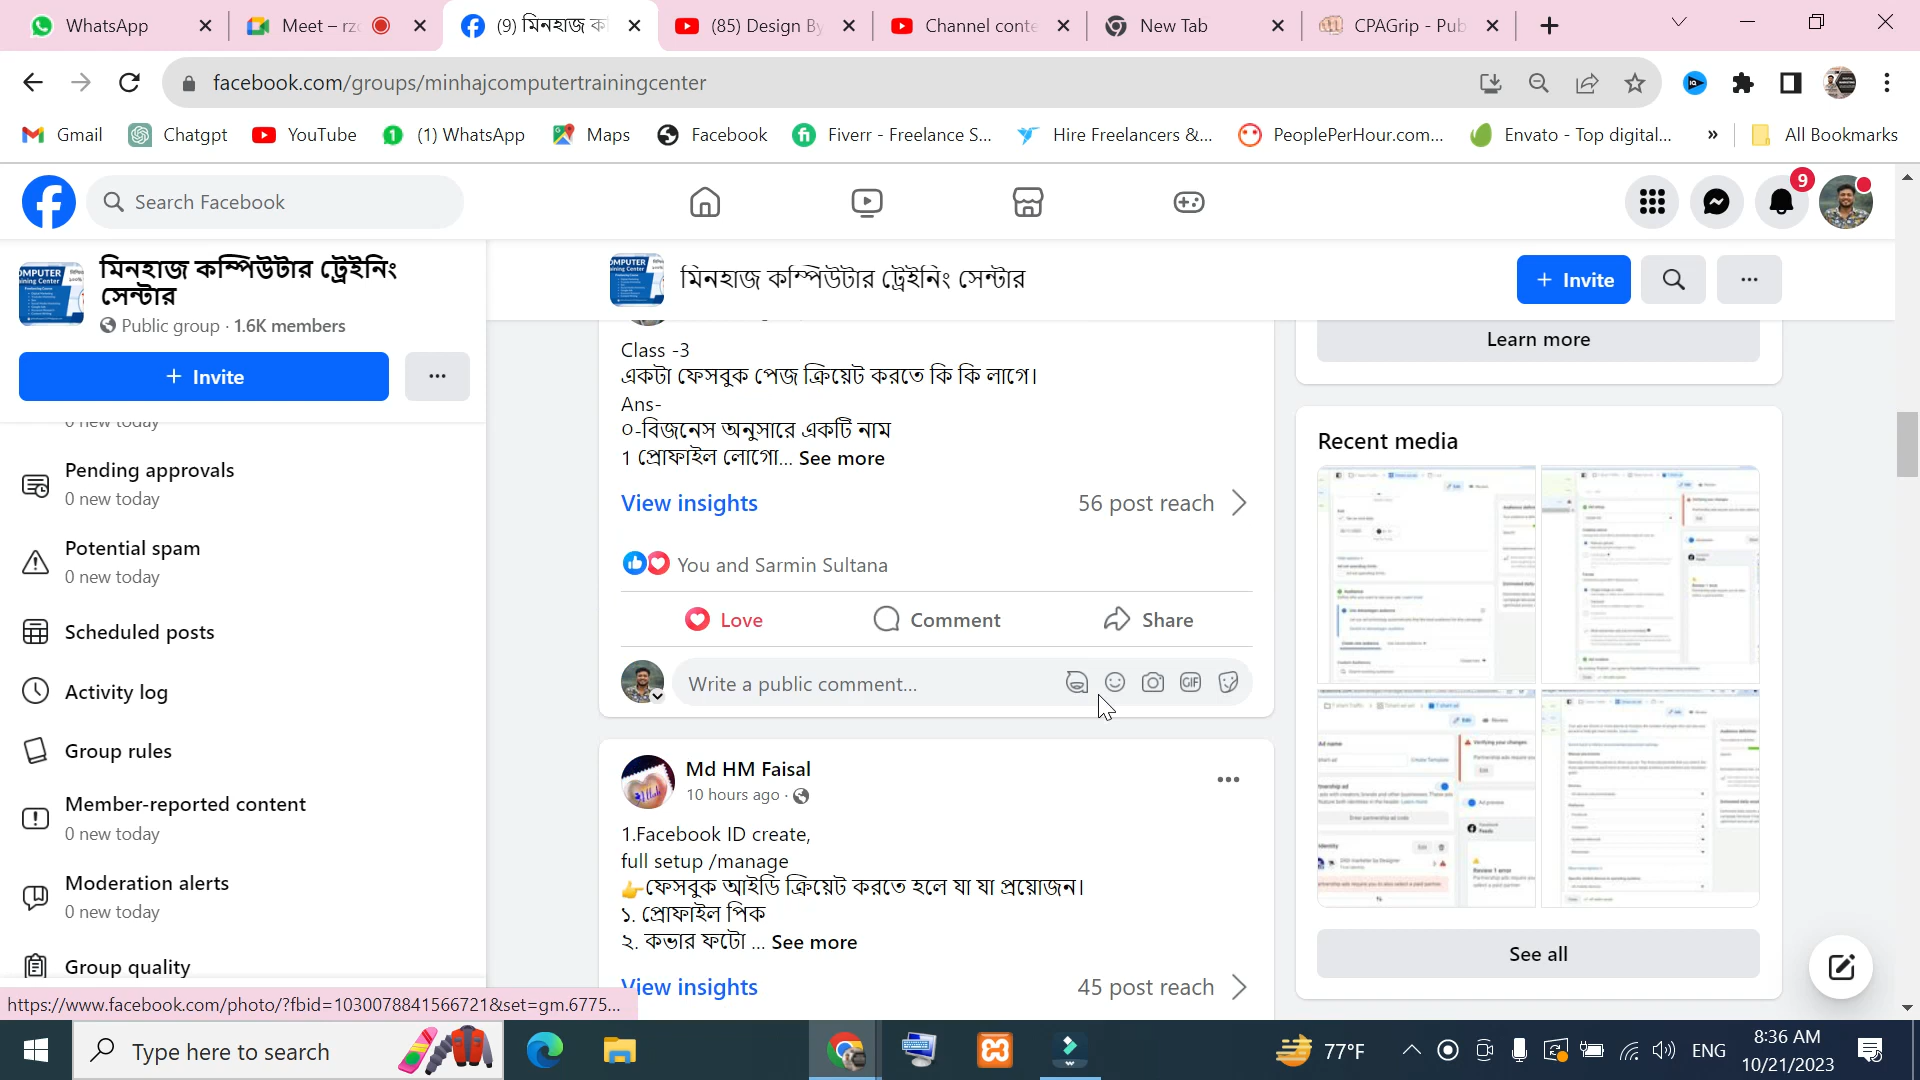 WhatsApp
Meet – rz
(9) মিনহাজ ক
(85) Design By
Channel conte
New Tab
CPAGrip - Pub
facebook.com/groups/minhajcomputertrainingcenter
Gmail
Chatgpt
YouTube
(1) WhatsApp
Maps
Facebook
Fiverr - Freelance S...
Hire Freelancers &...
PeoplePerHour.com...
Envato - Top digital...
»
All Bookmarks
Search Facebook
9
মিনহাজ কম্পিউটার ট্রেইনিং
সেন্টার
Public group · 1.6K members
+ Invite
মিনহাজ কম্পিউটার ট্রেইনিং সেন্টার
+ Invite
0 new today
Pending approvals
0 new today
Potential spam
0 new today
Scheduled posts
Activity log
Group rules
Member-reported content
0 new today
Moderation alerts
0 new today
Group quality
https://www.facebook.com/photo/?fbid=1030078841566721&set=gm.6775...
Class -3
একটা ফেসবুক পেজ ক্রিয়েট করতে কি কি লাগে।
Ans-
০-বিজনেস অনুসারে একটি নাম
1 প্রোফাইল লোগো... See more
View insights
56 post reach
You and Sarmin Sultana
Love
Comment
Share
Write a public comment...
GIF
Md HM Faisal
10 hours ago ·
1.Facebook ID create,
full setup /manage
👉ফেসবুক আইডি ক্রিয়েট করতে হলে যা যা প্রয়োজন।
১. প্রোফাইল পিক
২. কভার ফটো ... See more
View insights
45 post reach
Learn more
Recent media
See all
Type here to search
77°F
ENG
8:36 AM
10/21/2023